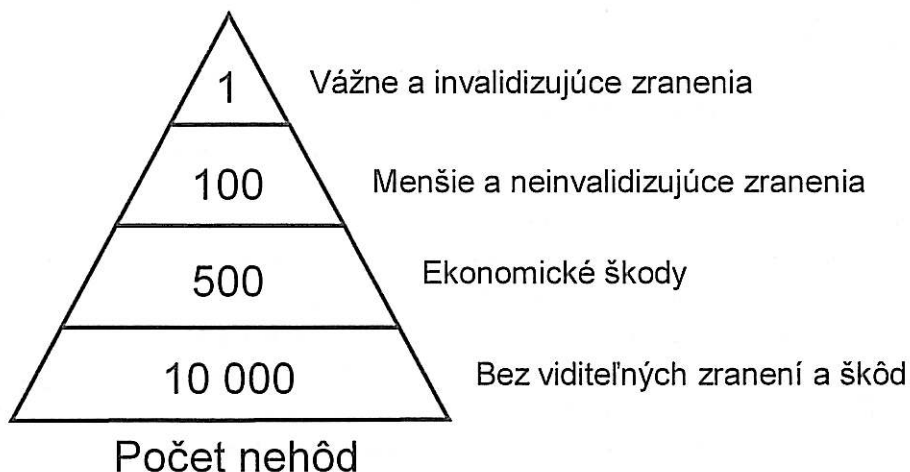 1 Vážne a invalidizujúce zranenia
100 Menšie a neinvalidizujúce zranenia
500 Ekonomické škody
10 000 Bez viditeľných zranení a škôd
Počet nehôd